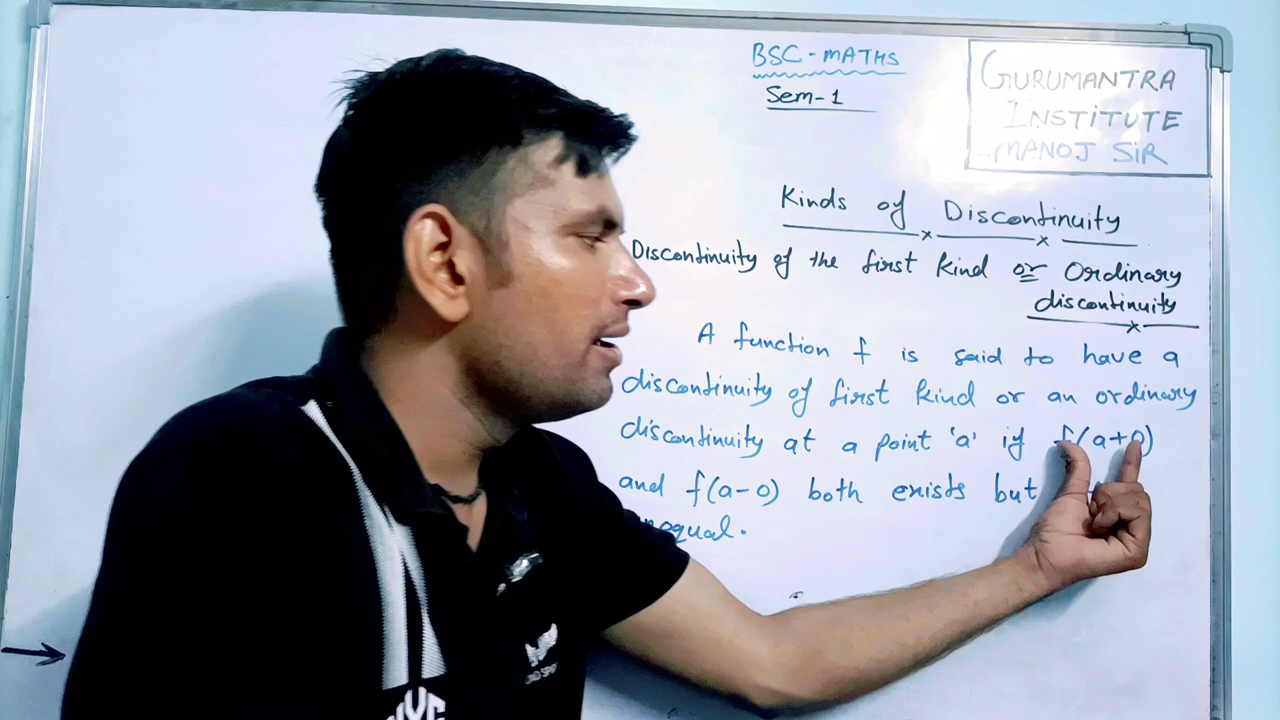 BSC-MATHS
Sem-1
GURUMANTRA
INSTITUTE
MANOJ SIR
Kinds of Discontinuity
Discontinuity of the first kind or Ordinary
discontinuity
A function f is said to have a
discontinuity of first kind or an ordinary
discontinuity at a point 'a' if f(a+0)
and f(a-0) both exists but